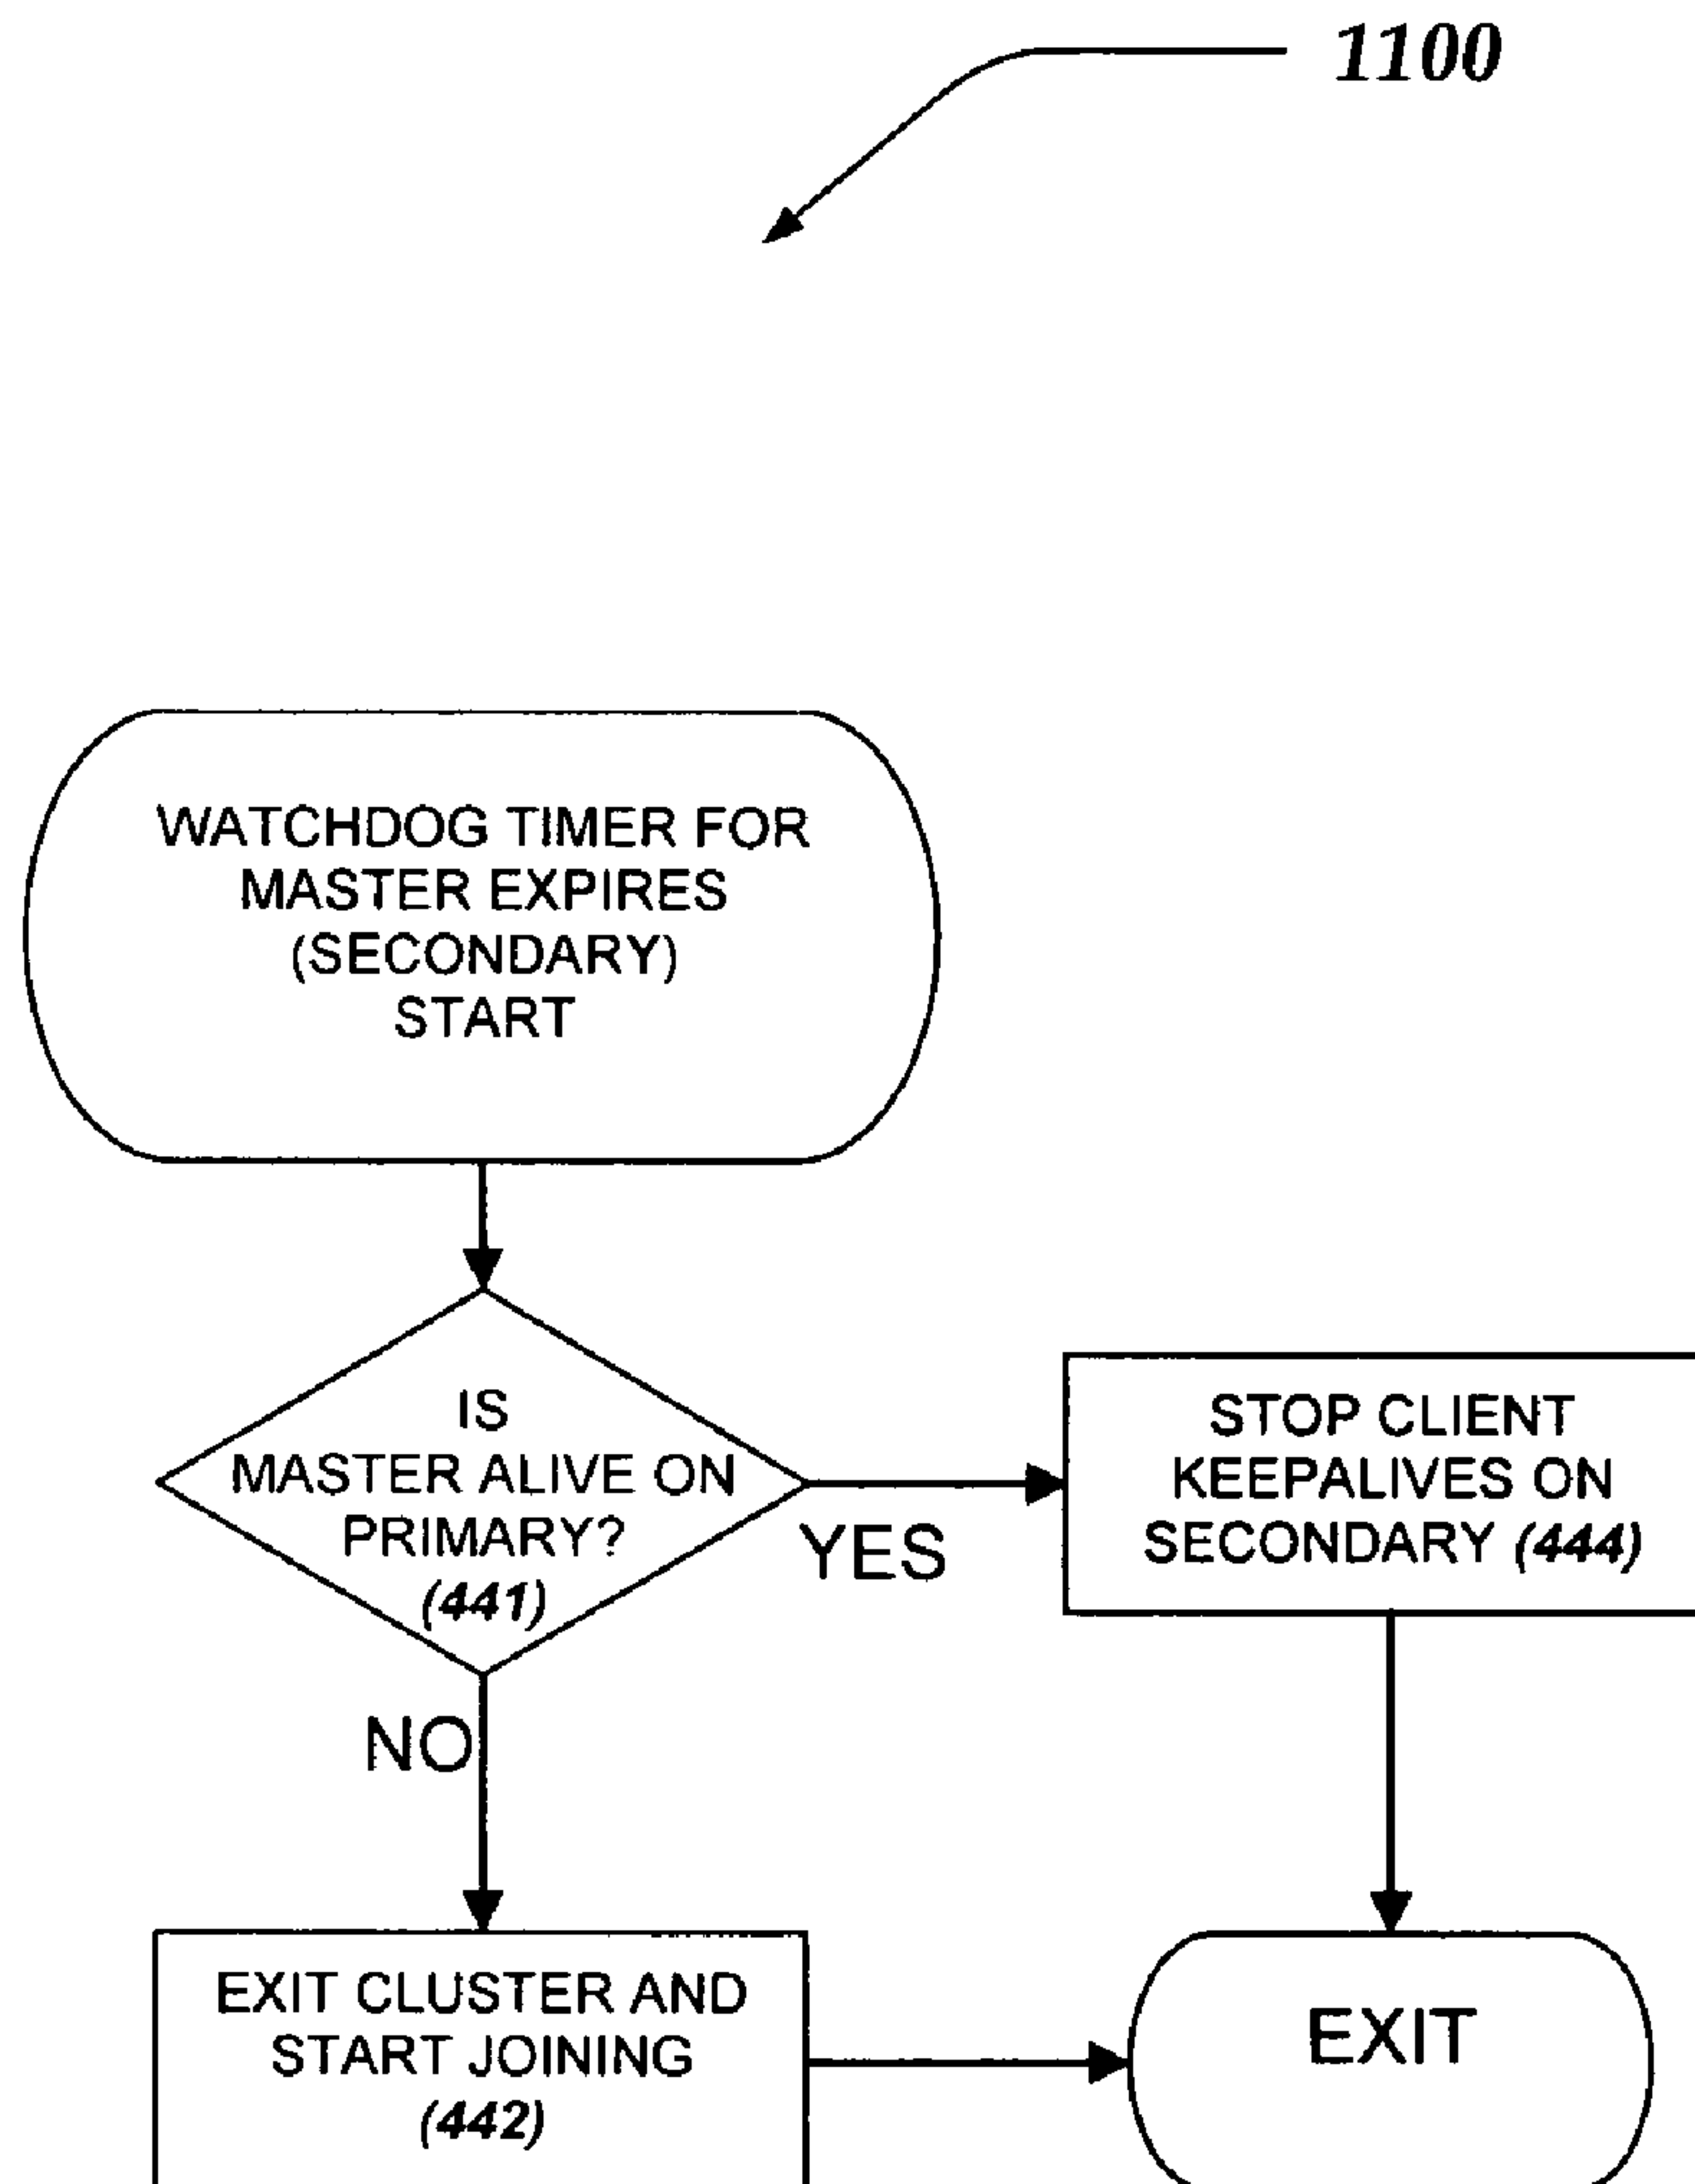 1100
WATCHDOG TIMER FOR
MASTER EXPIRES
(SECONDARY)
START
IS
MASTER ALIVE ON
PRIMARY?
(441)
YES
STOP CLIENT
KEEPALIVES ON
SECONDARY (444)
NO
EXIT CLUSTER AND
START JOINING
(442)
EXIT